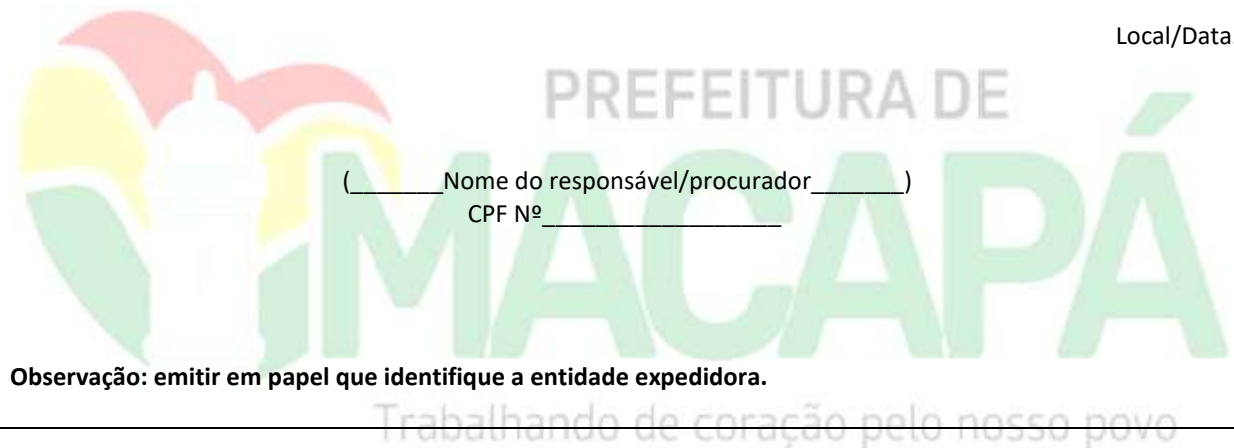 Local/Data.
PREFEITURA DE
MACAPÁ
(_______Nome do responsável/procurador_______)
CPF Nº__________________
Observação: emitir em papel que identifique a entidade expedidora.
Trabalhando de coração pelo nosso povo